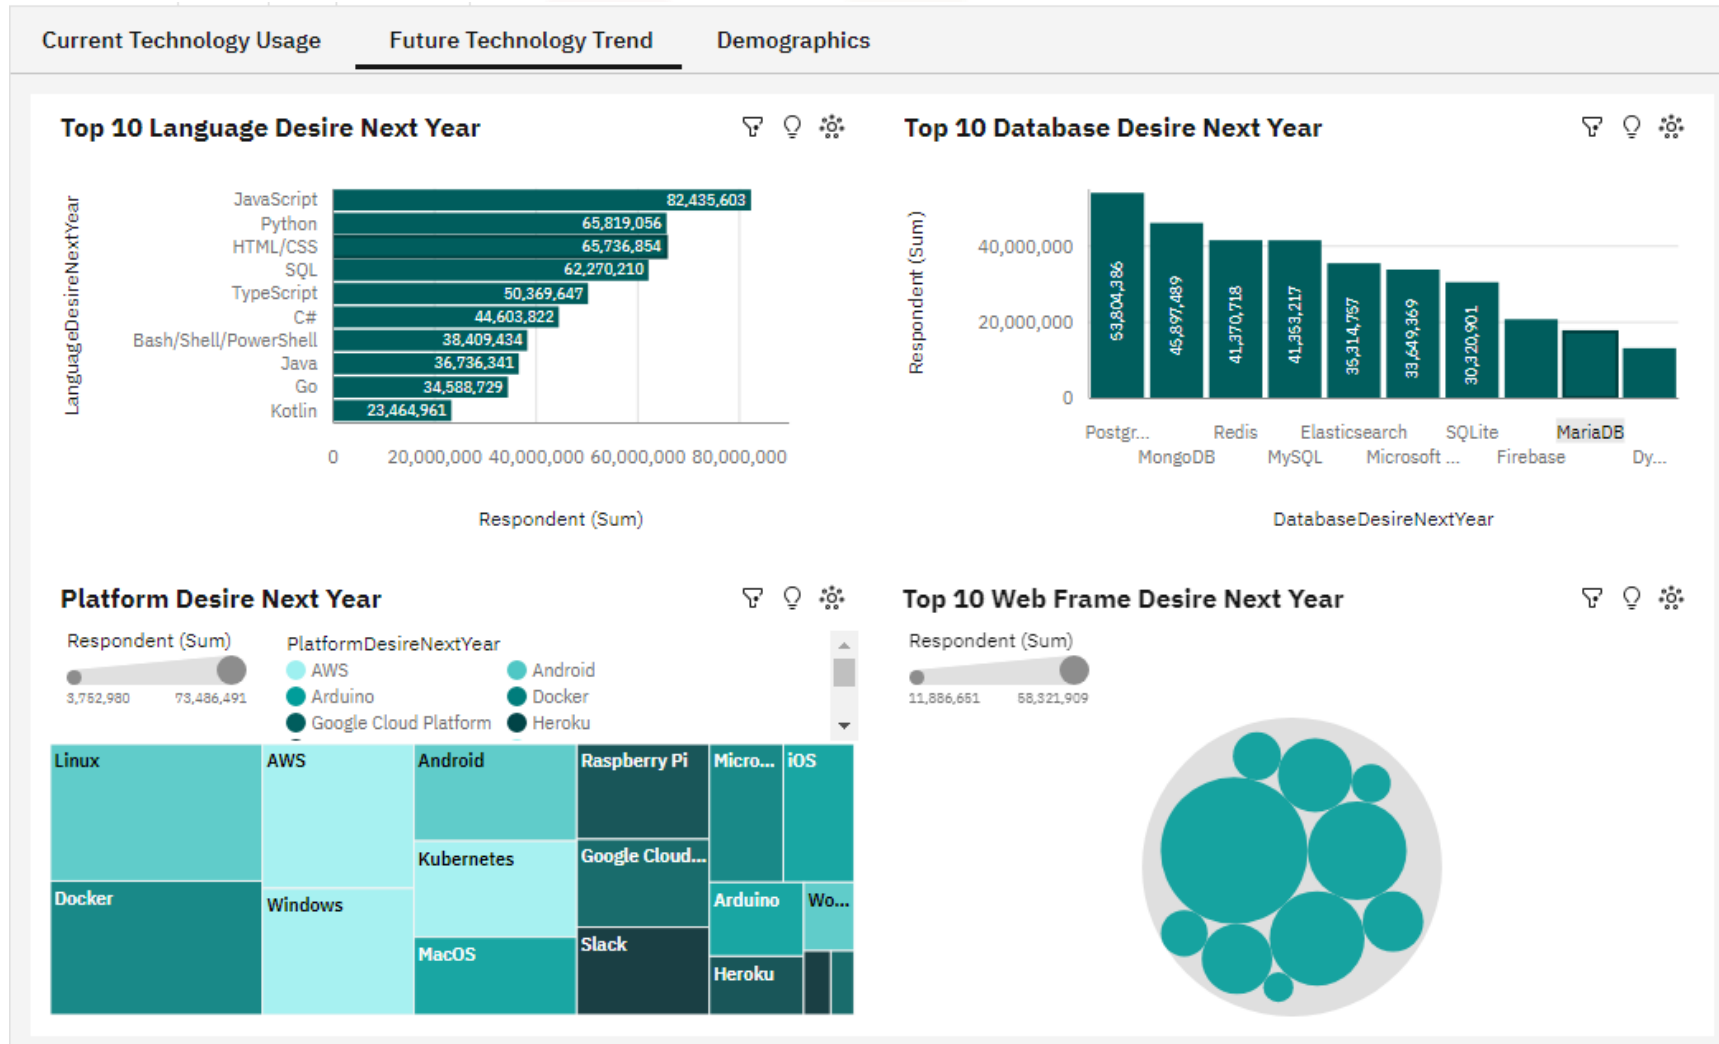 Current Technology Usage
Future Technology Trend
Demographics
Top 10 Language Desire Next Year
LanguageDesireNextYear
JavaScript 82,435,603
Python 65,819,056
HTML/CSS 65,736,854
SQL 62,270,210
TypeScript 50,369,647
C# 44,603,822
Bash/Shell/PowerShell 38,409,434
Java 36,736,341
Go 34,588,729
Kotlin 23,464,961
0 20,000,000 40,000,000 60,000,000 80,000,000
Respondent (Sum)
Top 10 Database Desire Next Year
Respondent (Sum)
40,000,000
20,000,000
0
53,804,386
45,897,489
41,370,718
41,353,217
35,314,757
33,649,369
30,320,901
Postgr... Redis Elasticsearch SQLite MariaDB
MongoDB MySQL Microsoft ... Firebase Dy...
DatabaseDesireNextYear
Platform Desire Next Year
Respondent (Sum)
3,752,980 73,486,491
PlatformDesireNextYear
AWS Android
Arduino Docker
Google Cloud Platform Heroku
Linux
AWS
Android
Raspberry Pi
Micro...
iOS
Kubernetes
Google Cloud...
Docker
Windows
Arduino
Wo...
MacOS
Slack
Heroku
Top 10 Web Frame Desire Next Year
Respondent (Sum)
11,886,651 58,321,909